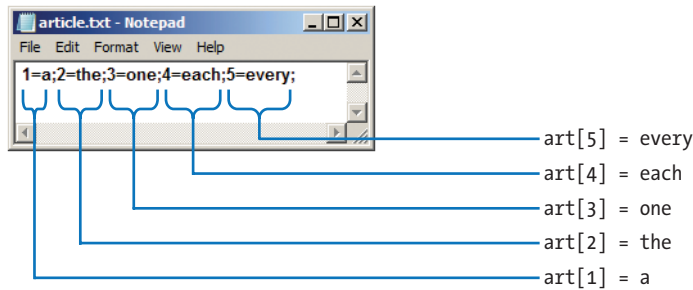 article.txt - Notepad
File Edit Format View Help
1=a;2=the;3=one;4=each;5=every;
art[5] = every
art[4] = each
art[3] = one
art[2] = the
art[1] = a